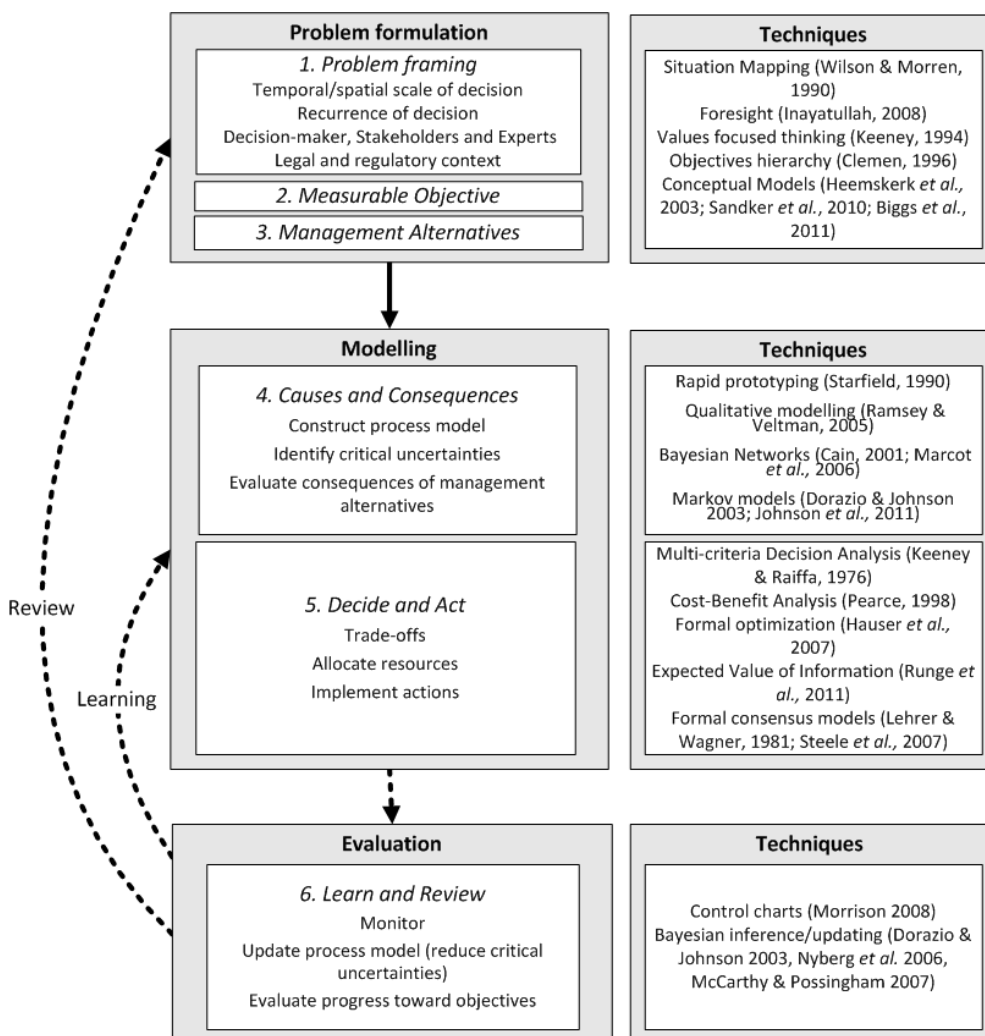 Problem formulation
1. Problem framing
Temporal/spatial scale of decision
Recurrence of decision
Decision-maker, Stakeholders and Experts
Legal and regulatory context
2. Measurable Objective
3. Management Alternatives
Techniques
Situation Mapping (Wilson & Morren,
1990)
Foresight (Inayatullah, 2008)
Values focused thinking (Keeney, 1994)
Objectives hierarchy (Clemen, 1996)
Conceptual Models (Heemskerk et al.,
2003; Sandker et al., 2010; Biggs et al.,
2011)
Modelling
4. Causes and Consequences
Construct process model
Identify critical uncertainties
Evaluate consequences of management
alternatives
Techniques
Rapid prototyping (Starfield, 1990)
Qualitative modelling (Ramsey &
Veltman, 2005)
Bayesian Networks (Cain, 2001; Marcot
et al., 2006)
Markov models (Dorazio & Johnson
2003; Johnson et al., 2011)
5. Decide and Act
Trade-offs
Allocate resources
Implement actions
Multi-criteria Decision Analysis (Keeney
& Raiffa, 1976)
Cost-Benefit Analysis (Pearce, 1998)
Formal optimization (Hauser et al.,
2007)
Expected Value of Information (Runge et
al., 2011)
Formal consensus models (Lehrer &
Wagner, 1981; Steele et al., 2007)
Review
Learning
Evaluation
6. Learn and Review
Monitor
Update process model (reduce critical
uncertainties)
Evaluate progress toward objectives
Techniques
Control charts (Morrison 2008)
Bayesian inference/updating (Dorazio &
Johnson 2003, Nyberg et al. 2006,
McCarthy & Possingham 2007)